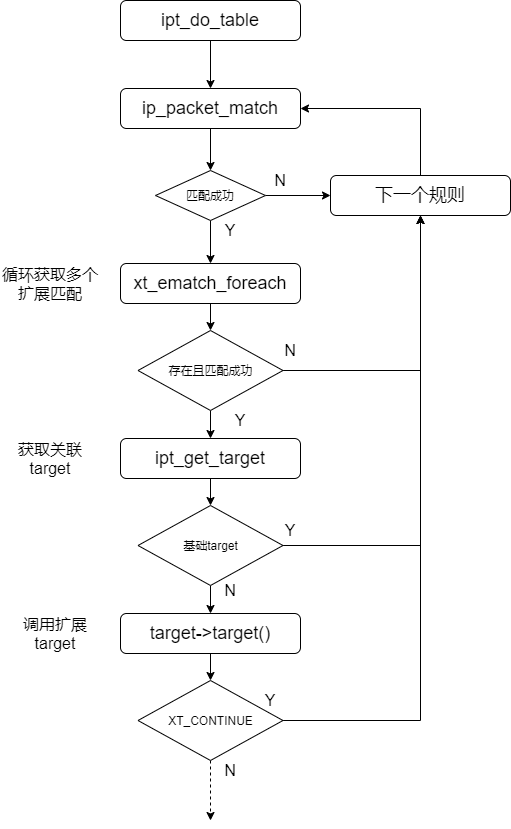 ipt_do_table
ip_packet_match
匹配成功
N
下一个规则
Y
循环获取多个
扩展匹配
xt_ematch_foreach
存在且匹配成功
N
Y
获取关联
target
ipt_get_target
基础target
Y
N
调用扩展
target
target->target()
XT_CONTINUE
Y
N